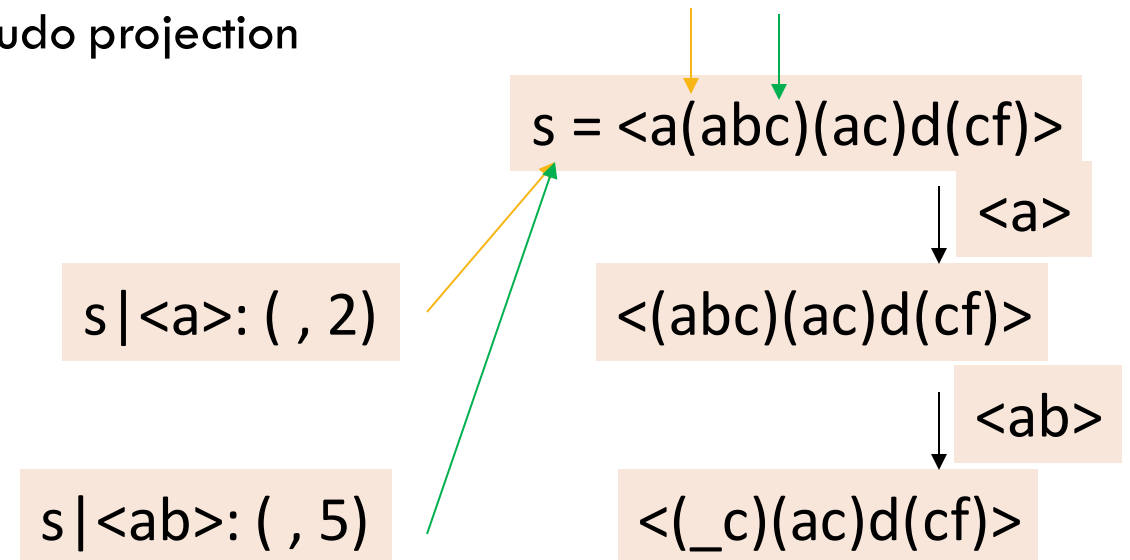 udo projection
s = <a(abc)(ac)d(cf)>
<a>
s|<a>: ( , 2)
<(abc)(ac)d(cf)>
<ab>
s|<ab>: ( , 5)
<(_c)(ac)d(cf)>